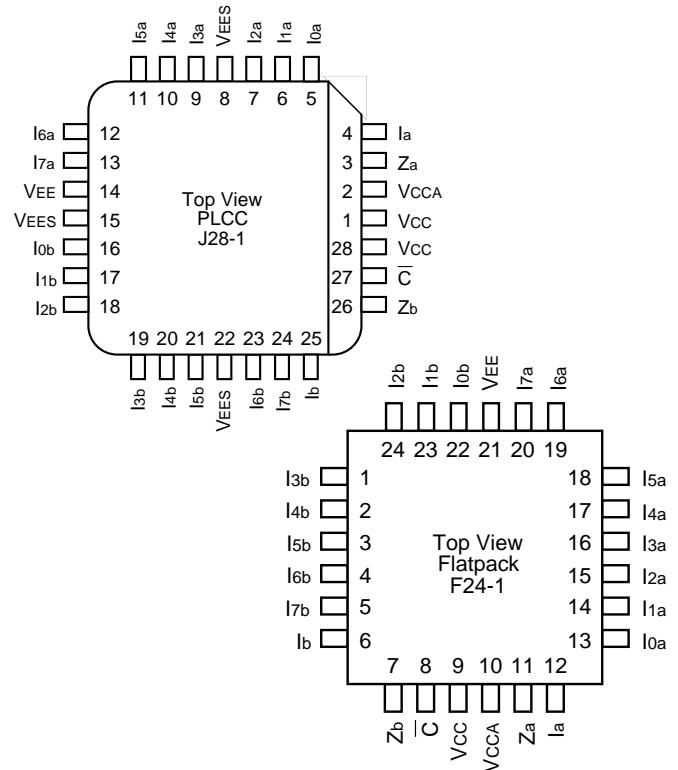 I5a I4a I3a VEES I2a I1a I0a
11 10 9 8 7 6 5
I6a 12 4 Ia
I7a 13 3 Za
VEE 14 2 VCCA
VEES 15 1 VCC
I0b 16 28 VCC
I1b 17 27 C̅
I2b 18 26 Zb
Top View
PLCC
J28-1
19 20 21 22 23 24 25
I3b I4b I5b VEES I6b I7b Ib
I2b I1b I0b VEE I7a I6a
24 23 22 21 20 19
I3b 1 18 I5a
I4b 2 17 I4a
I5b 3 16 I3a
I6b 4 15 I2a
I7b 5 14 I1a
Ib 6 13 I0a
Top View
Flatpack
F24-1
7 8 9 10 11 12
Zb C̅ VCC VCCA Za Ia